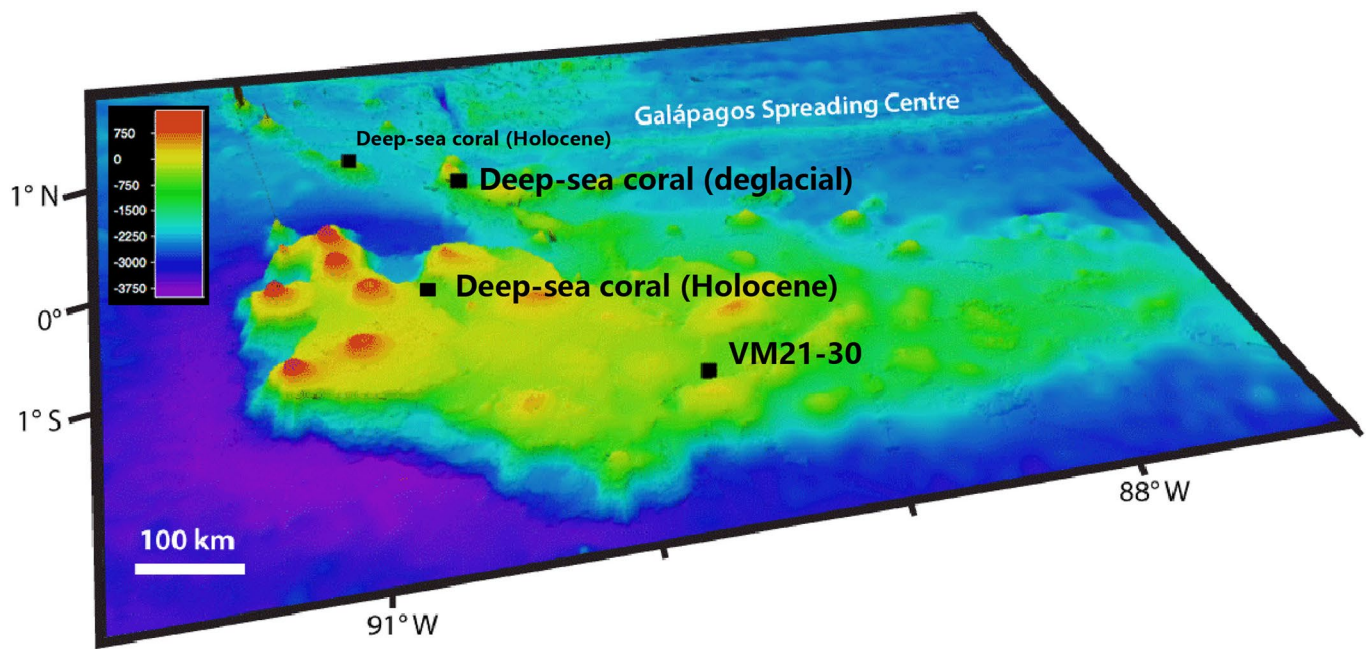 Galápagos Spreading Centre
750
0
-750
-1500
-2250
-3000
-3750
Deep-sea coral (Holocene)
Deep-sea coral (deglacial)
1° N
Deep-sea coral (Holocene)
0°
VM21-30
1° S
88° W
100 km
91° W